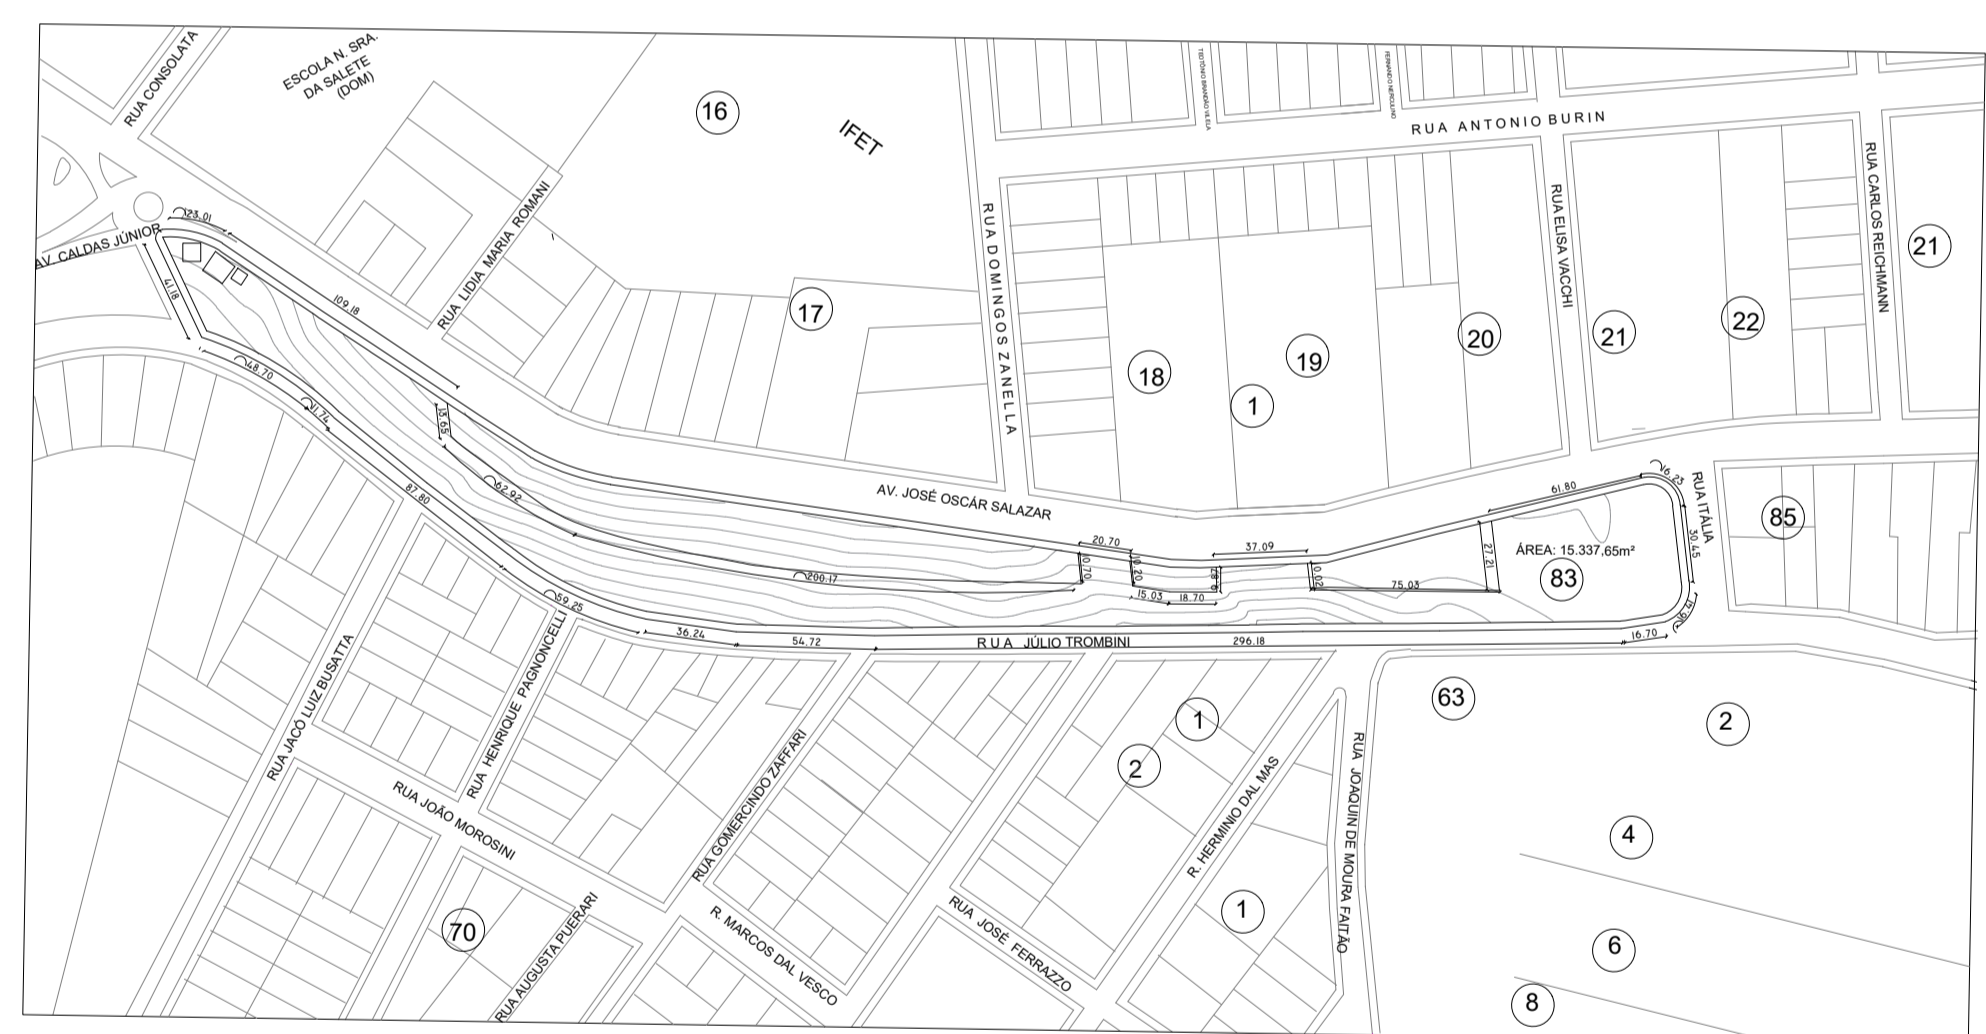 RUA CONSOLATA
ESCOLA N. SRA.
DA SALETE
(DOM)
16
IFET
TEOTÔNIO BRANDÃO VILELA
RUA ANTONIO BURIN
RUA CARLOS REICHMANN
21
AV. CALDAS JÚNIOR
23.01
41.18
109.18
RUA LIDIA MARIA ROMANI
17
RUA DOMINGOS ZANELLA
RUA ELISA VACCHI
18
19
1
20
21
22
48.70
11.74
13.65
87.80
62.92
200.17
AV. JOSÉ OSCÁR SALAZAR
20.70
10.70
10.20
15.03
18.70
37.09
10.02
75.03
27.21
61.80
16.23
RUA ITÁLIA
30.45
85
ÁREA: 15.337,65m²
83
16.41
16.70
59.25
36.24
54.72
RUA JÚLIO TROMBINI
296.18
RUA JACÓ LUIZ BUSATTA
RUA HENRIQUE PAGNONCELLI
RUA JOÃO MOROSINI
RUA GOMERCINDO ZAFFARI
R. MARCOS DAL VESCO
70
RUA AUGUSTA PUERARI
1
2
R. HERMINIO DAL MAS
RUA JOSÉ FERRAZZO
1
RUA JOAQUIN DE MOURA FAITÃO
63
2
4
6
8